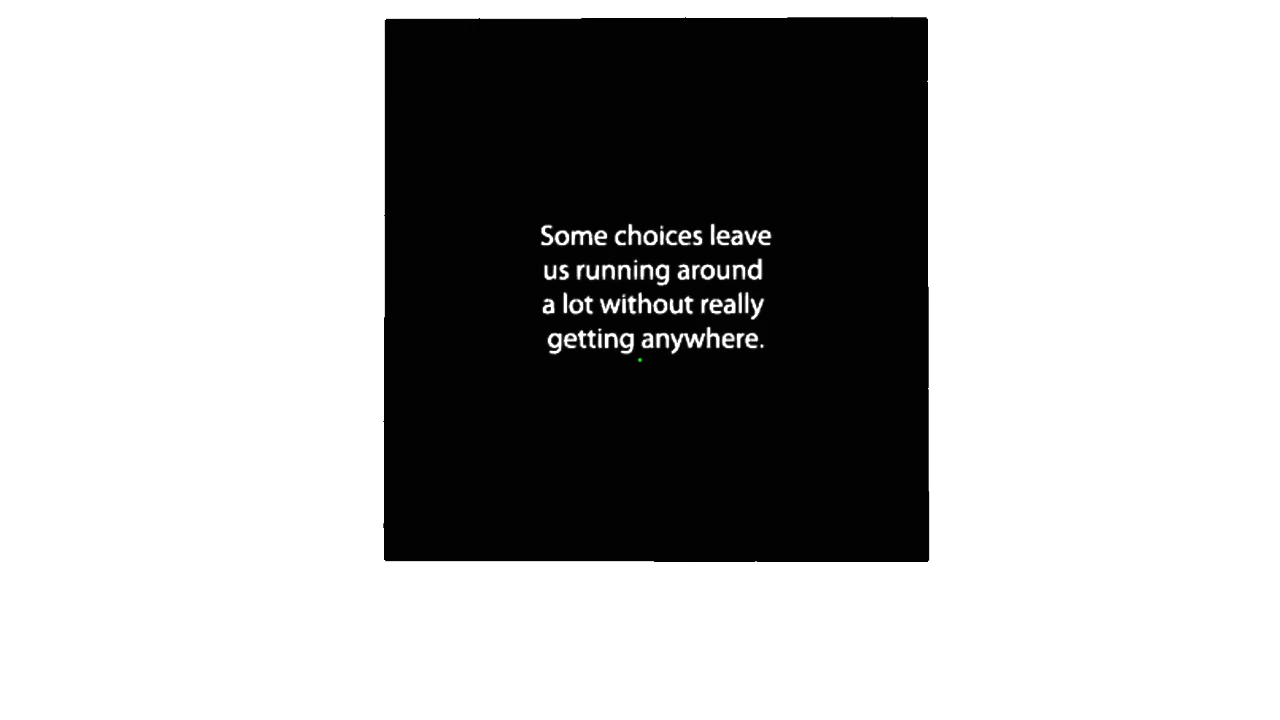 Some choices leave
us running around
a lot without really
getting anywhere.